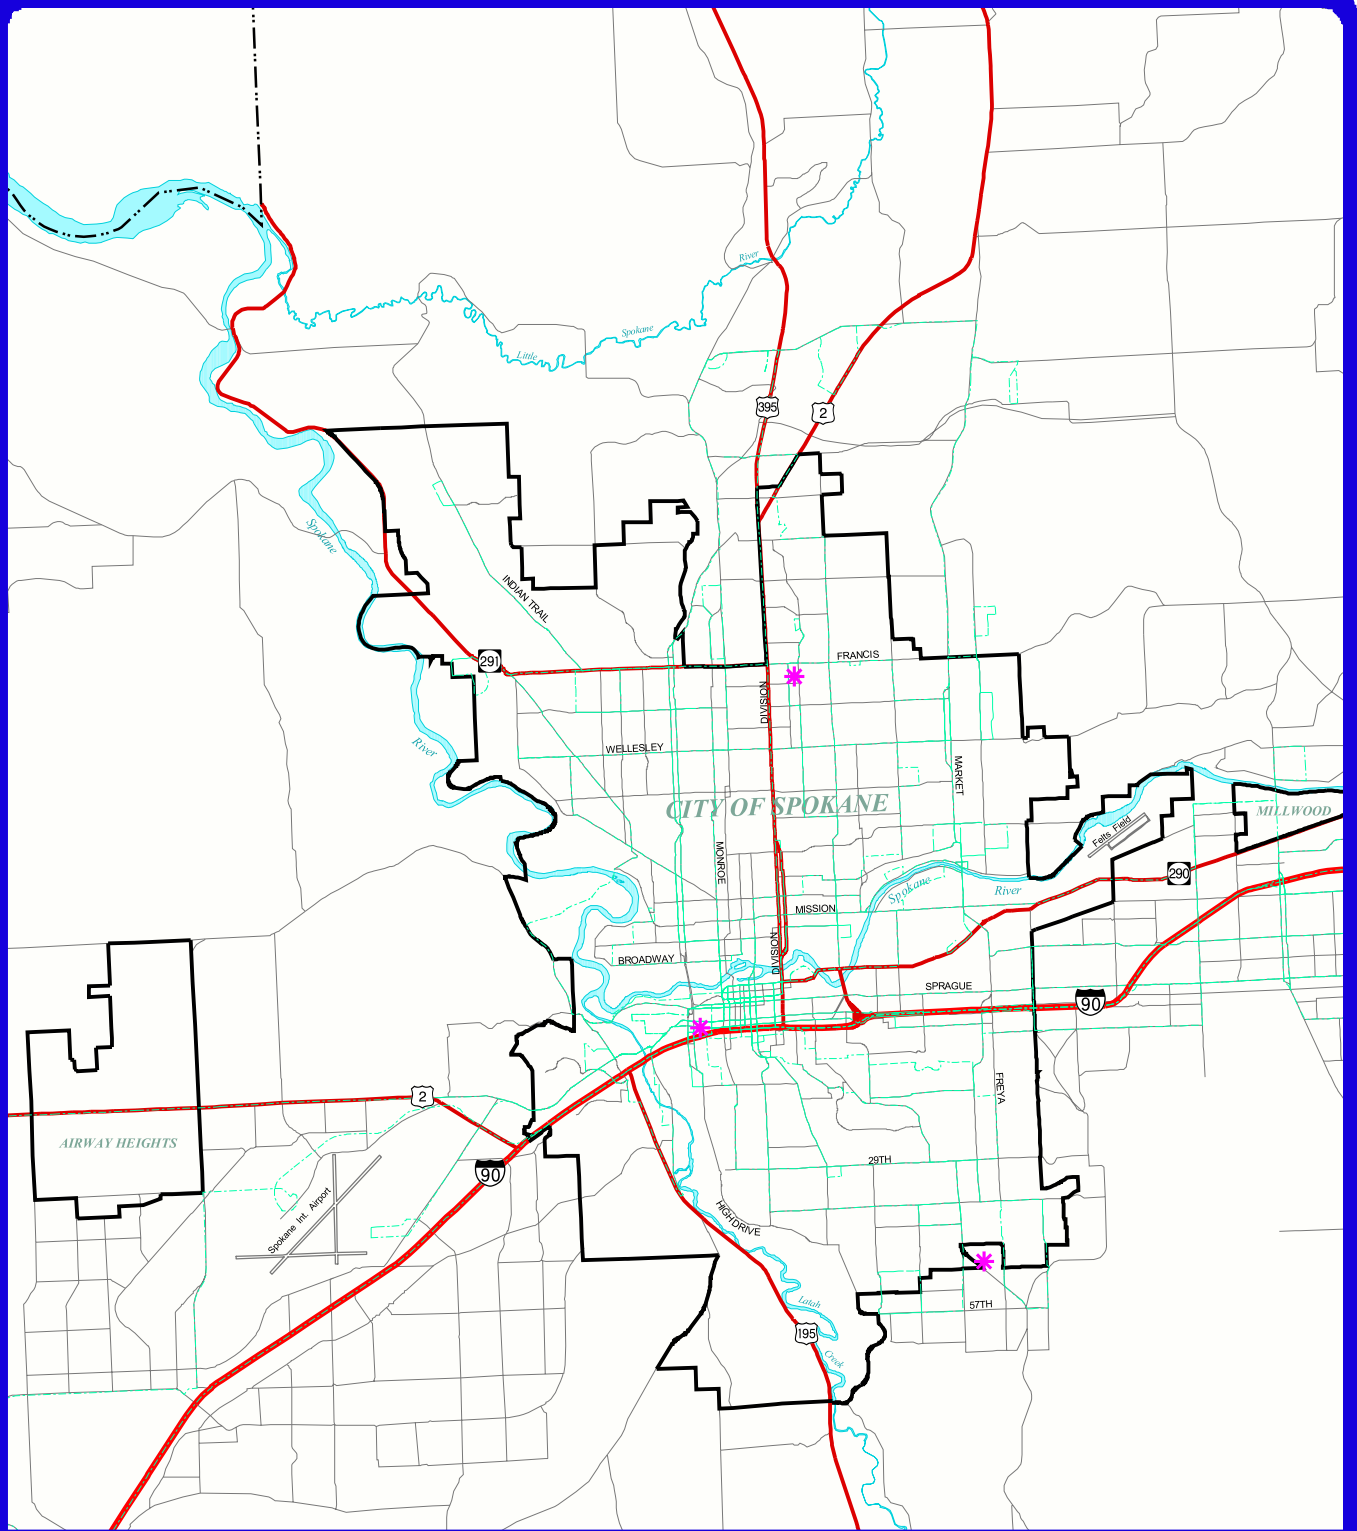 River
Spokane
Little
395
2
Spokane
INDIAN TRAIL
291
FRANCIS
DIVISION
River
WELLESLEY
MARKET
CITY OF SPOKANE
MILLWOOD
Felts Field
MONROE
290
Spokane
River
MISSION
DIVISION
BROADWAY
SPRAGUE
90
2
FREYA
AIRWAY HEIGHTS
29TH
90
Spokane Int. Airport
HIGH DRIVE
Latah
57TH
195
Creek